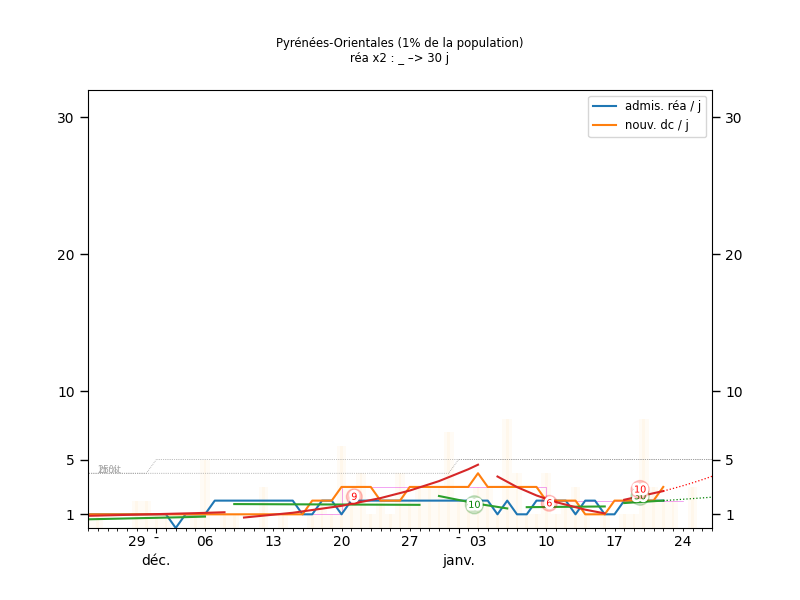 Pyrénées-Orientales (1% de la population)
réa x2 : _ –> 30 j
admis. réa / j
nouv. dc / j
30 30
20 20
10 10
5 5
1 1
9
10
6
10
30
29 - 06 13 20 27 - 03 10 17 24
déc. janv.